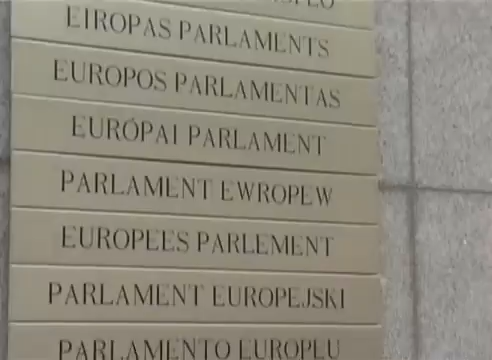 EIROPAS PARLAMENTS
EUROPOS PARLAMENTAS
EURÓPAI PARLAMENT
PARLAMENT EWROPEW
EUROPEES PARLEMENT
PARLAMENT EUROPEJSKI
PARLAMENTO EUROPEU